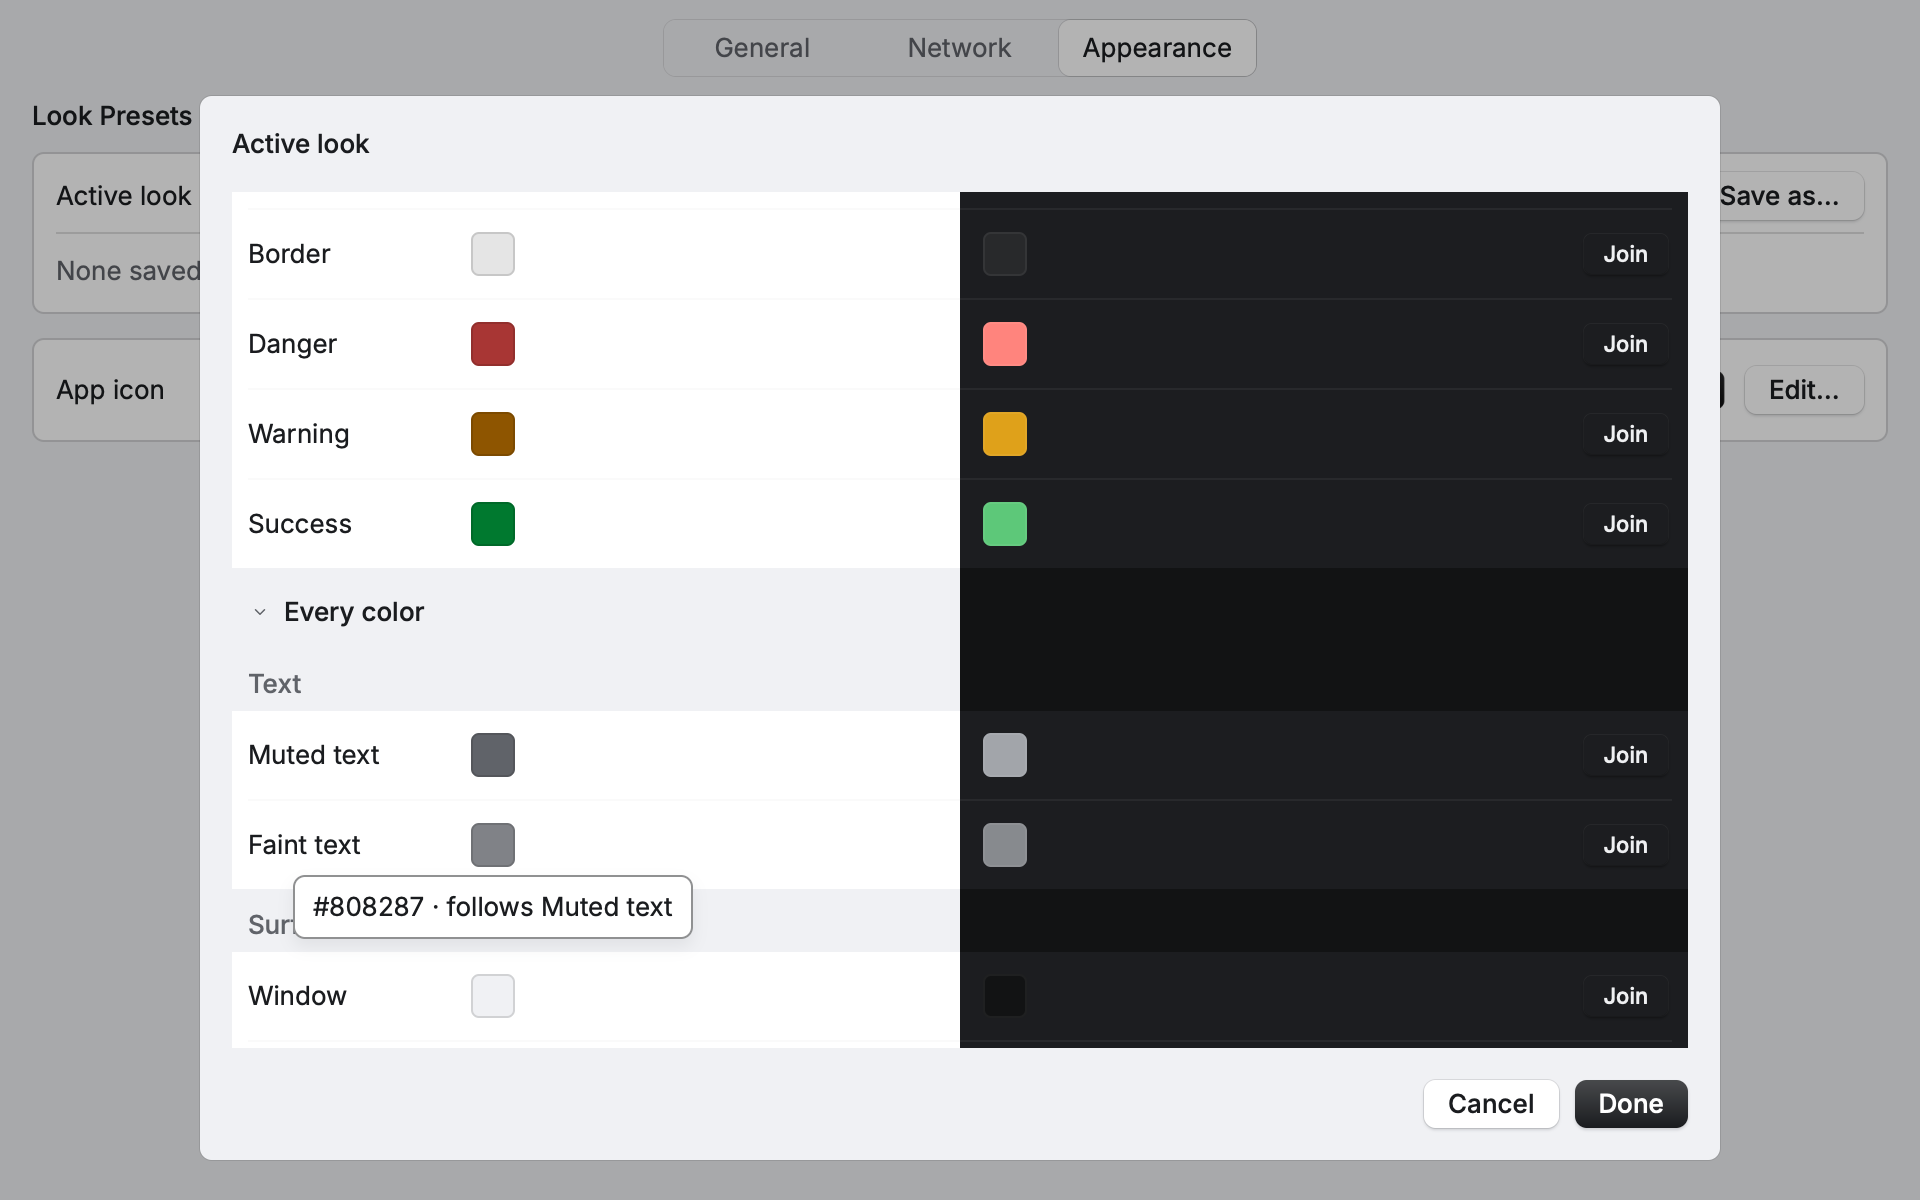 General
Network
Appearance
Look Presets
Active look
Save as...
None saved
App icon
Edit...
Active look
Border
Join
Danger
Join
Warning
Join
Success
Join
Every color
Text
Muted text
Join
Faint text
Join
#808287 · follows Muted text
Window
Join
Cancel
Done